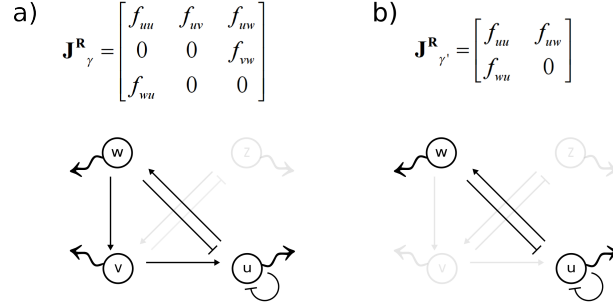 a)
J^R_γ = [ f_uu f_uv f_uw
0 0 f_vw
f_wu 0 0 ]
b)
J^R_γ' = [ f_uu f_uw
f_wu 0 ]
w
z
v
u
w
z
v
u